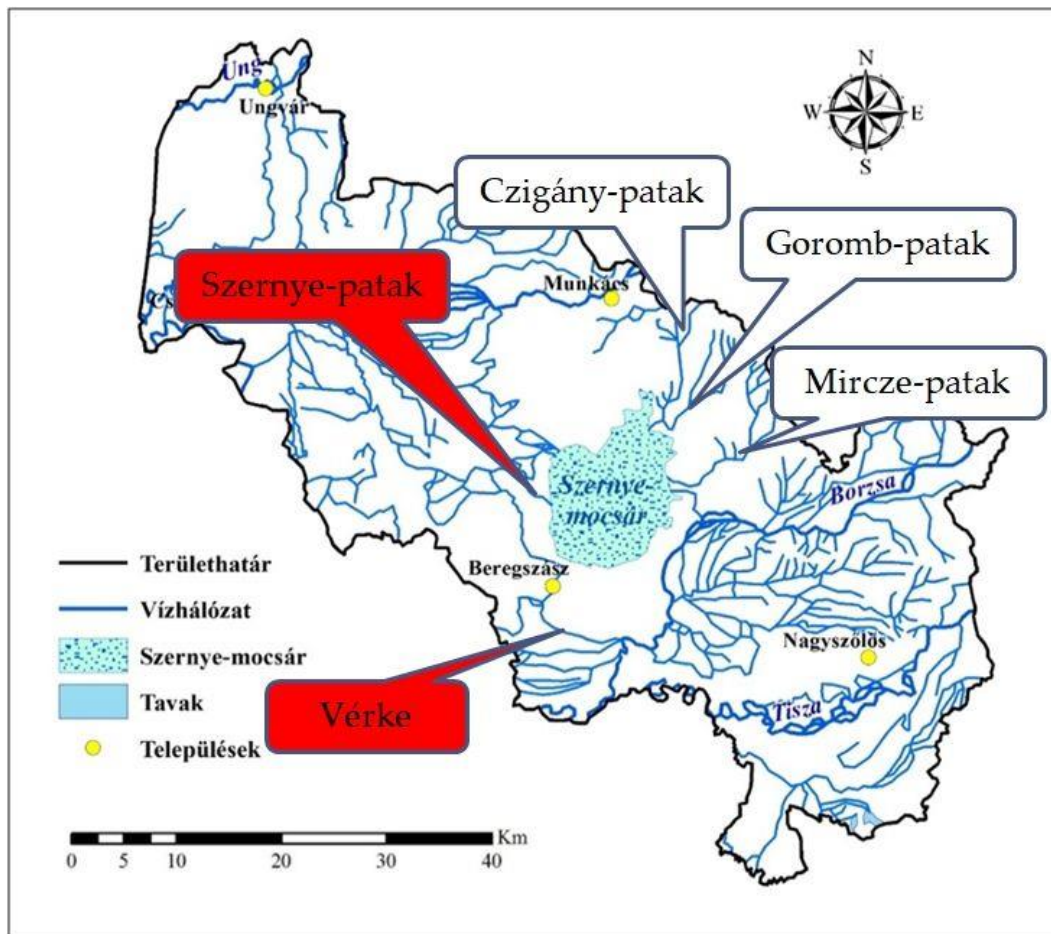 Ung
Ungvár
N
W
E
S
Czigány-patak
Goromb-patak
Szernye-patak
Munkács
Mircze-patak
Szernye-
mocsár
Borzsa
Beregszász
Nagyszőlős
Tisza
Vérke
Területhatár
Vízhálózat
Szernye-mocsár
Tavak
Települések
Km
0 5 10 20 30 40